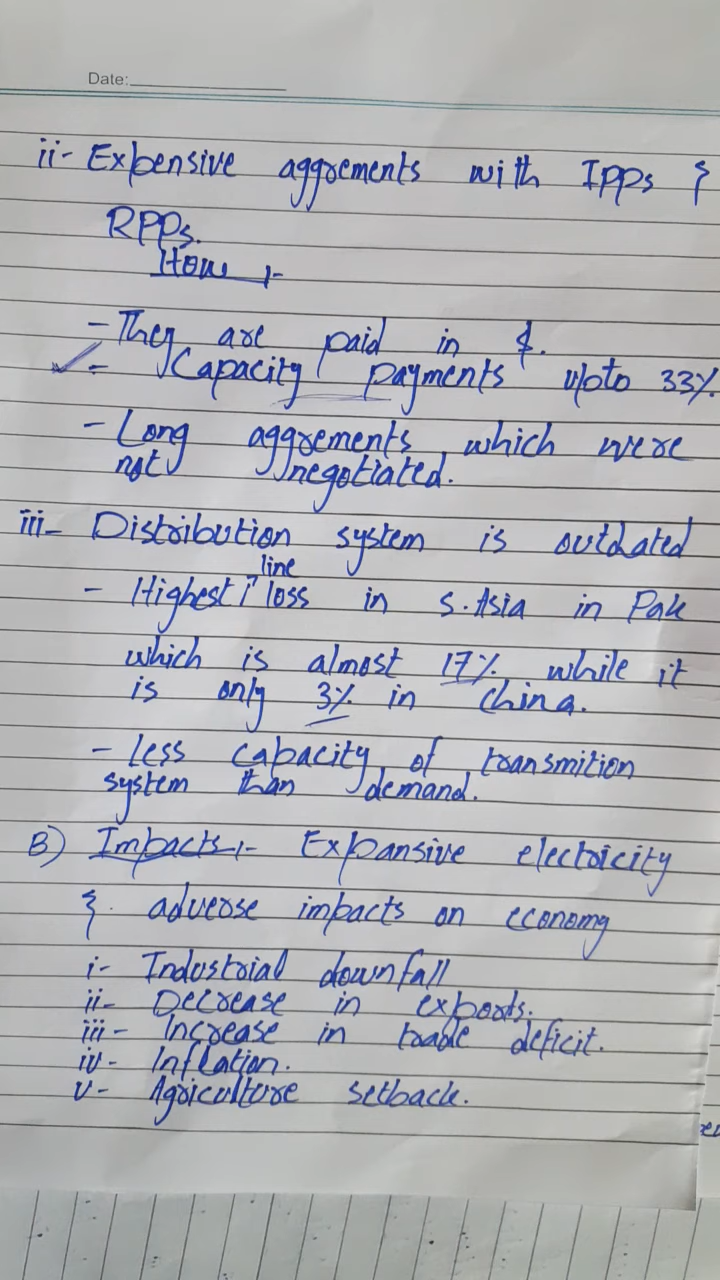 Date:
ii- Expensive aggrements with IPPs &
RPPs.
How :-
- They are paid in $.
- Capacity payments upto 33%.
- Long aggrements which were
not negotiated.
iii- Distribution system is outdated
line
- Highest loss in S.Asia in Pak
which is almost 17% while it
is only 3% in China.
- Less capacity of transmition
system than demand.
B) Impacts:- Expansive electricity
& adverse impacts on economy
i- Industrial downfall
ii- Decrease in exports.
iii- Increase in trade deficit.
iv- Inflation.
v- Agriculture setback.